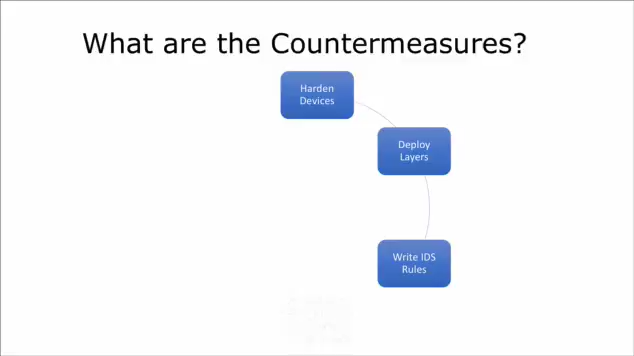 What are the Countermeasures?
Harden
Devices
Deploy
Layers
Write IDS
Rules